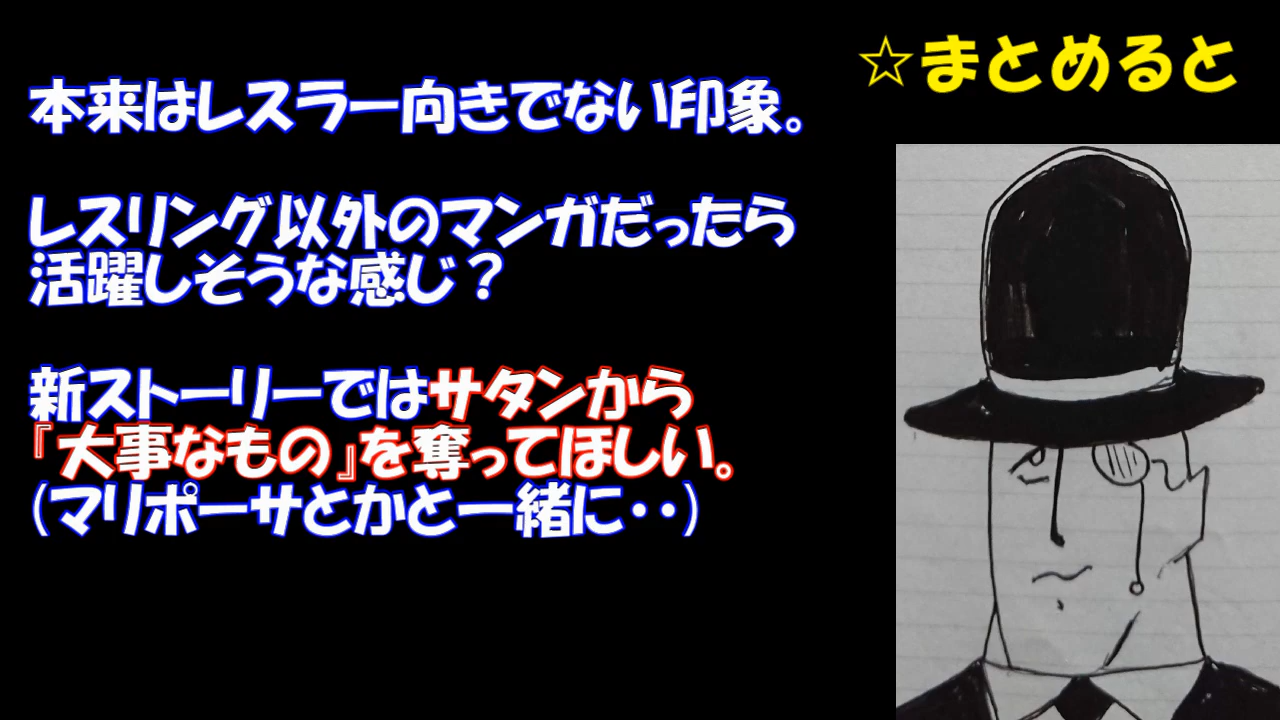 ☆まとめると
本来はレスラー向きでない印象。
レスリング以外のマンガだったら
活躍しそうな感じ？
新ストーリーではサタンから
『大事なもの』を奪ってほしい。
(マリポーサとかと一緒に・・)